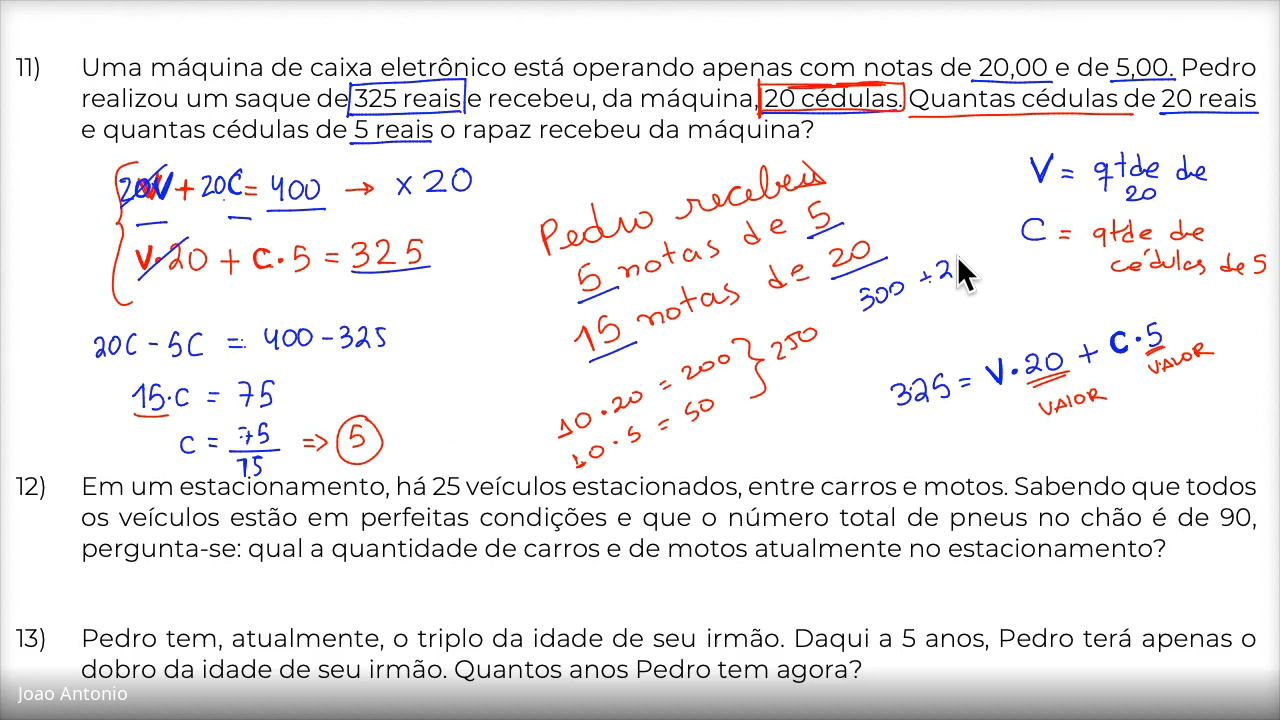 11) Uma máquina de caixa eletrônico está operando apenas com notas de 20,00 e de 5,00. Pedro
realizou um saque de 325 reais e recebeu, da máquina, 20 cédulas. Quantas cédulas de 20 reais
e quantas cédulas de 5 reais o rapaz recebeu da máquina?
20V + 20C = 400 → x 20
V·20 + C·5 = 325
20C - 5C = 400 - 325
15·C = 75
C = 75/15 => 5
Pedro recebeu
5 notas de 5
15 notas de 20
10·20 = 200
10·5 = 50
} 250
300 + 2
V = qtde de
20
C = qtde de
cédulas de 5
325 = V·20 + C·5
VALOR VALOR
12) Em um estacionamento, há 25 veículos estacionados, entre carros e motos. Sabendo que todos
os veículos estão em perfeitas condições e que o número total de pneus no chão é de 90,
pergunta-se: qual a quantidade de carros e de motos atualmente no estacionamento?
13) Pedro tem, atualmente, o triplo da idade de seu irmão. Daqui a 5 anos, Pedro terá apenas o
dobro da idade de seu irmão. Quantos anos Pedro tem agora?
Joao Antonio